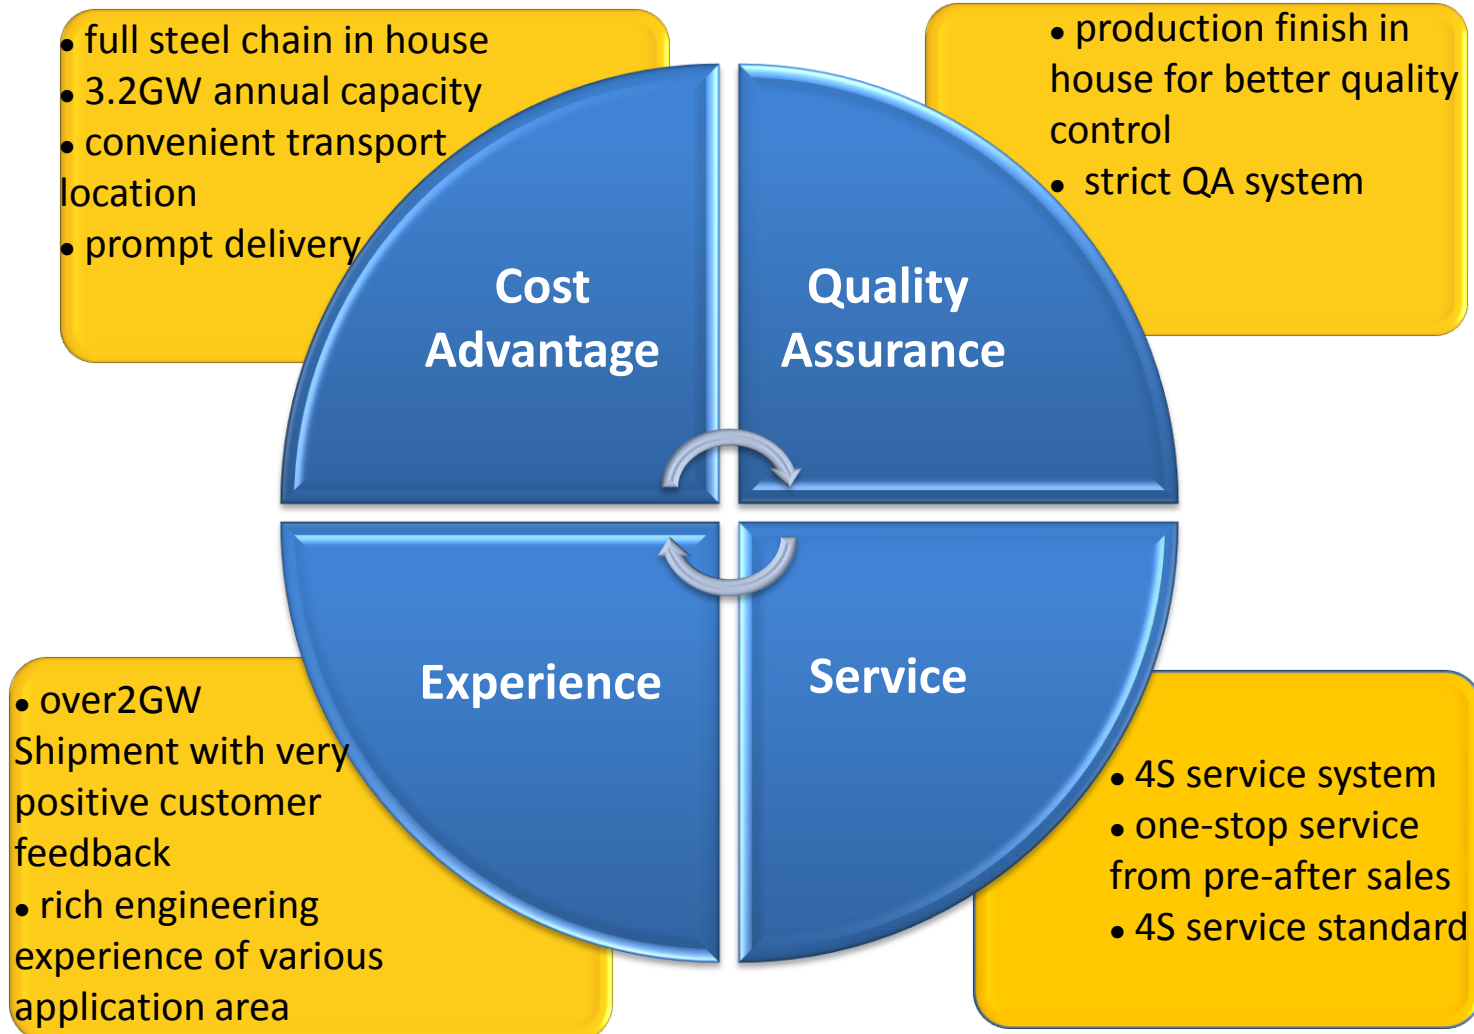 ● full steel chain in house
● 3.2GW annual capacity
● convenient transport
location
● prompt delivery
● production finish in
house for better quality
control
● strict QA system
Cost
Advantage
Quality
Assurance
Experience
Service
● over2GW
Shipment with very
positive customer
feedback
● rich engineering
experience of various
application area
● 4S service system
● one-stop service
from pre-after sales
● 4S service standard